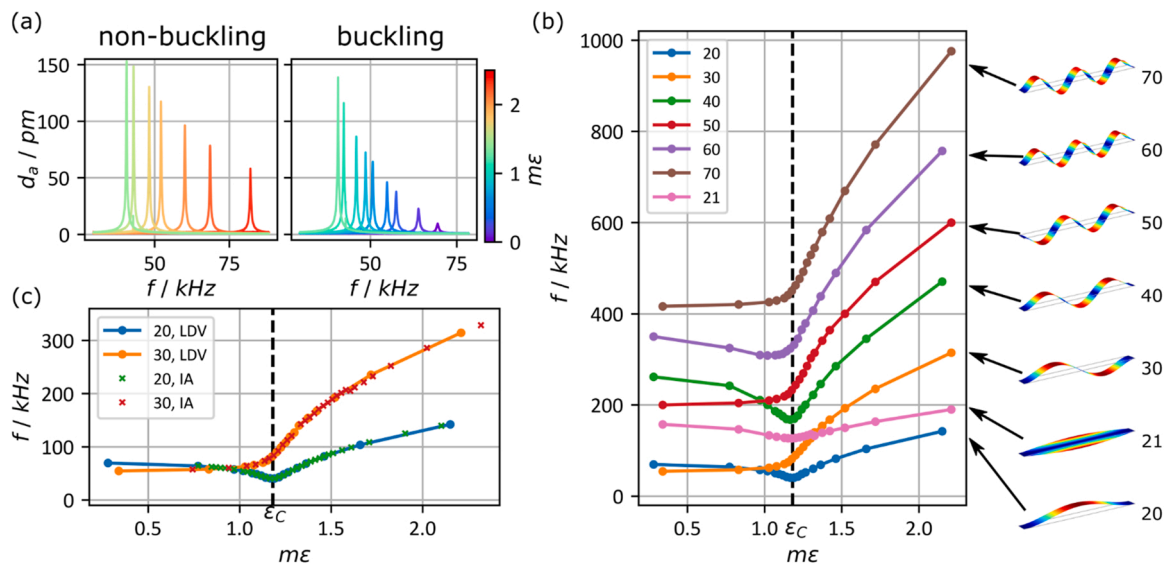 (a)
non-buckling
buckling
150
100
50
0
d_a / pm
50
75
50
75
f / kHz
f / kHz
2
1
0
mε
(b)
1000
800
600
400
200
0
f / kHz
20
30
40
50
60
70
21
0.5
1.0
ε_C
1.5
2.0
mε
70
60
50
40
30
21
20
(c)
300
200
100
0
f / kHz
20, LDV
30, LDV
20, IA
30, IA
0.5
1.0
ε_C
1.5
2.0
mε